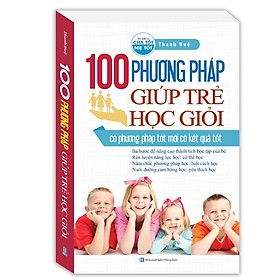 Thanh Huệ
CHA TỐT
MẸ TỐT
100 PHƯƠNG PHÁP
GIÚP TRẺ
HỌC GIỎI
có phương pháp tốt mới có kết quả tốt
Ba bước để nâng cao thành tích học tập của bé:
Rèn luyện năng lực học: có thể học
Nắm chắc phương pháp học: biết cách học
Nuôi dưỡng cảm hứng học: yêu thích học
100 PHƯƠNG PHÁP GIÚP TRẺ HỌC GIỎI